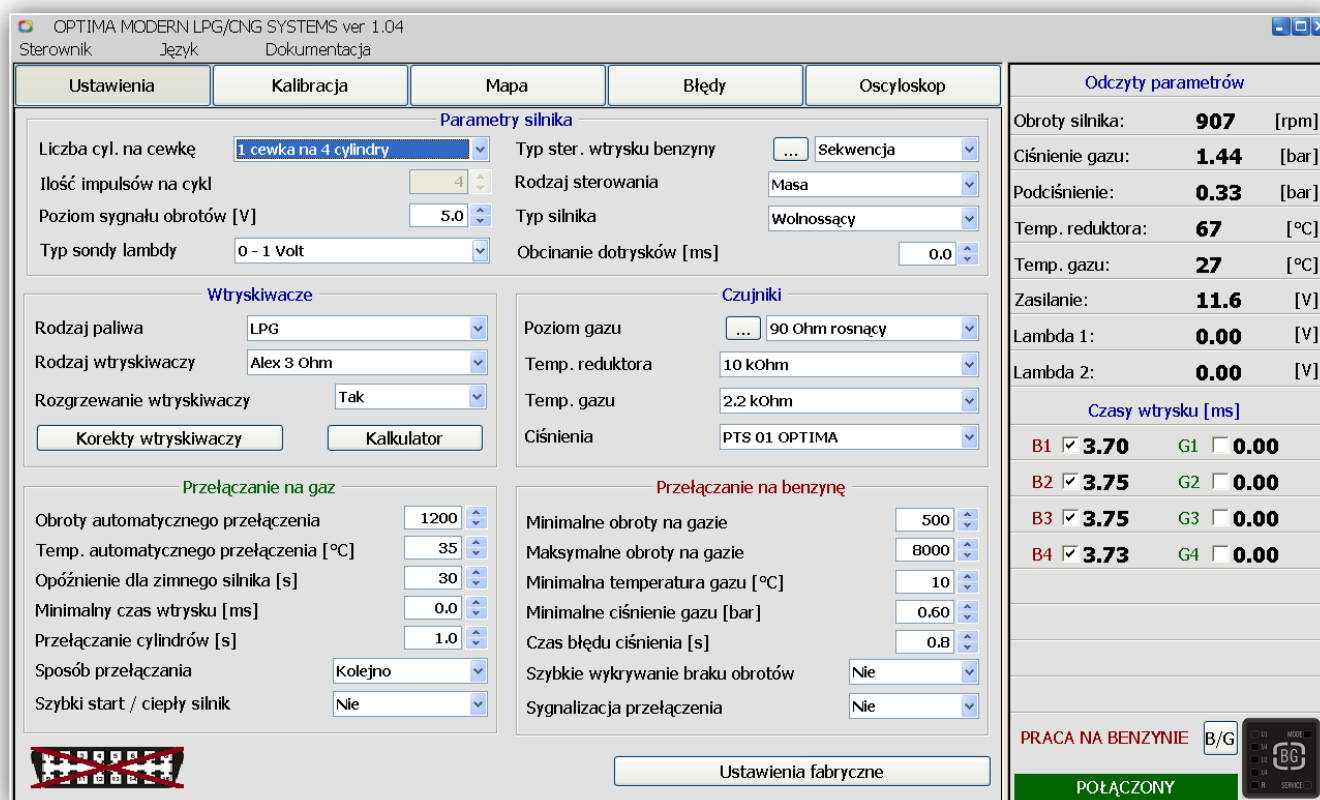 OPTIMA MODERN LPG/CNG SYSTEMS ver 1.04
Sterownik Język Dokumentacja
Ustawienia Kalibracja Mapa Błędy Oscyloskop
Parametry silnika
Liczba cyl. na cewkę 1 cewka na 4 cylindry
Ilość impulsów na cykl 4
Poziom sygnału obrotów [V] 5.0
Typ sondy lambdy 0 - 1 Volt
Typ ster. wtrysku benzyny ... Sekwencja
Rodzaj sterowania Masa
Typ silnika Wolnossący
Obcinanie dotrysków [ms] 0.0
Wtryskiwacze
Rodzaj paliwa LPG
Rodzaj wtryskiwaczy Alex 3 Ohm
Rozgrzewanie wtryskiwaczy Tak
Korekty wtryskiwaczy Kalkulator
Czujniki
Poziom gazu ... 90 Ohm rosnący
Temp. reduktora 10 kOhm
Temp. gazu 2.2 kOhm
Ciśnienia PTS 01 OPTIMA
Przełączanie na gaz
Obroty automatycznego przełączenia 1200
Temp. automatycznego przełączenia [°C] 35
Opóźnienie dla zimnego silnika [s] 30
Minimalny czas wtrysku [ms] 0.0
Przełączanie cylindrów [s] 1.0
Sposób przełączania Kolejno
Szybki start / ciepły silnik Nie
Przełączanie na benzynę
Minimalne obroty na gazie 500
Maksymalne obroty na gazie 8000
Minimalna temperatura gazu [°C] 10
Minimalne ciśnienie gazu [bar] 0.60
Czas błędu ciśnienia [s] 0.8
Szybkie wykrywanie braku obrotów Nie
Sygnalizacja przełączenia Nie
Ustawienia fabryczne
Odczyty parametrów
Obroty silnika: 907 [rpm]
Ciśnienie gazu: 1.44 [bar]
Podciśnienie: 0.33 [bar]
Temp. reduktora: 67 [°C]
Temp. gazu: 27 [°C]
Zasilanie: 11.6 [V]
Lambda 1: 0.00 [V]
Lambda 2: 0.00 [V]
Czasy wtrysku [ms]
B1 3.70 G1 0.00
B2 3.75 G2 0.00
B3 3.75 G3 0.00
B4 3.73 G4 0.00
PRACA NA BENZYNIE B/G
MODE
BG
R SERVICE
POŁĄCZONY